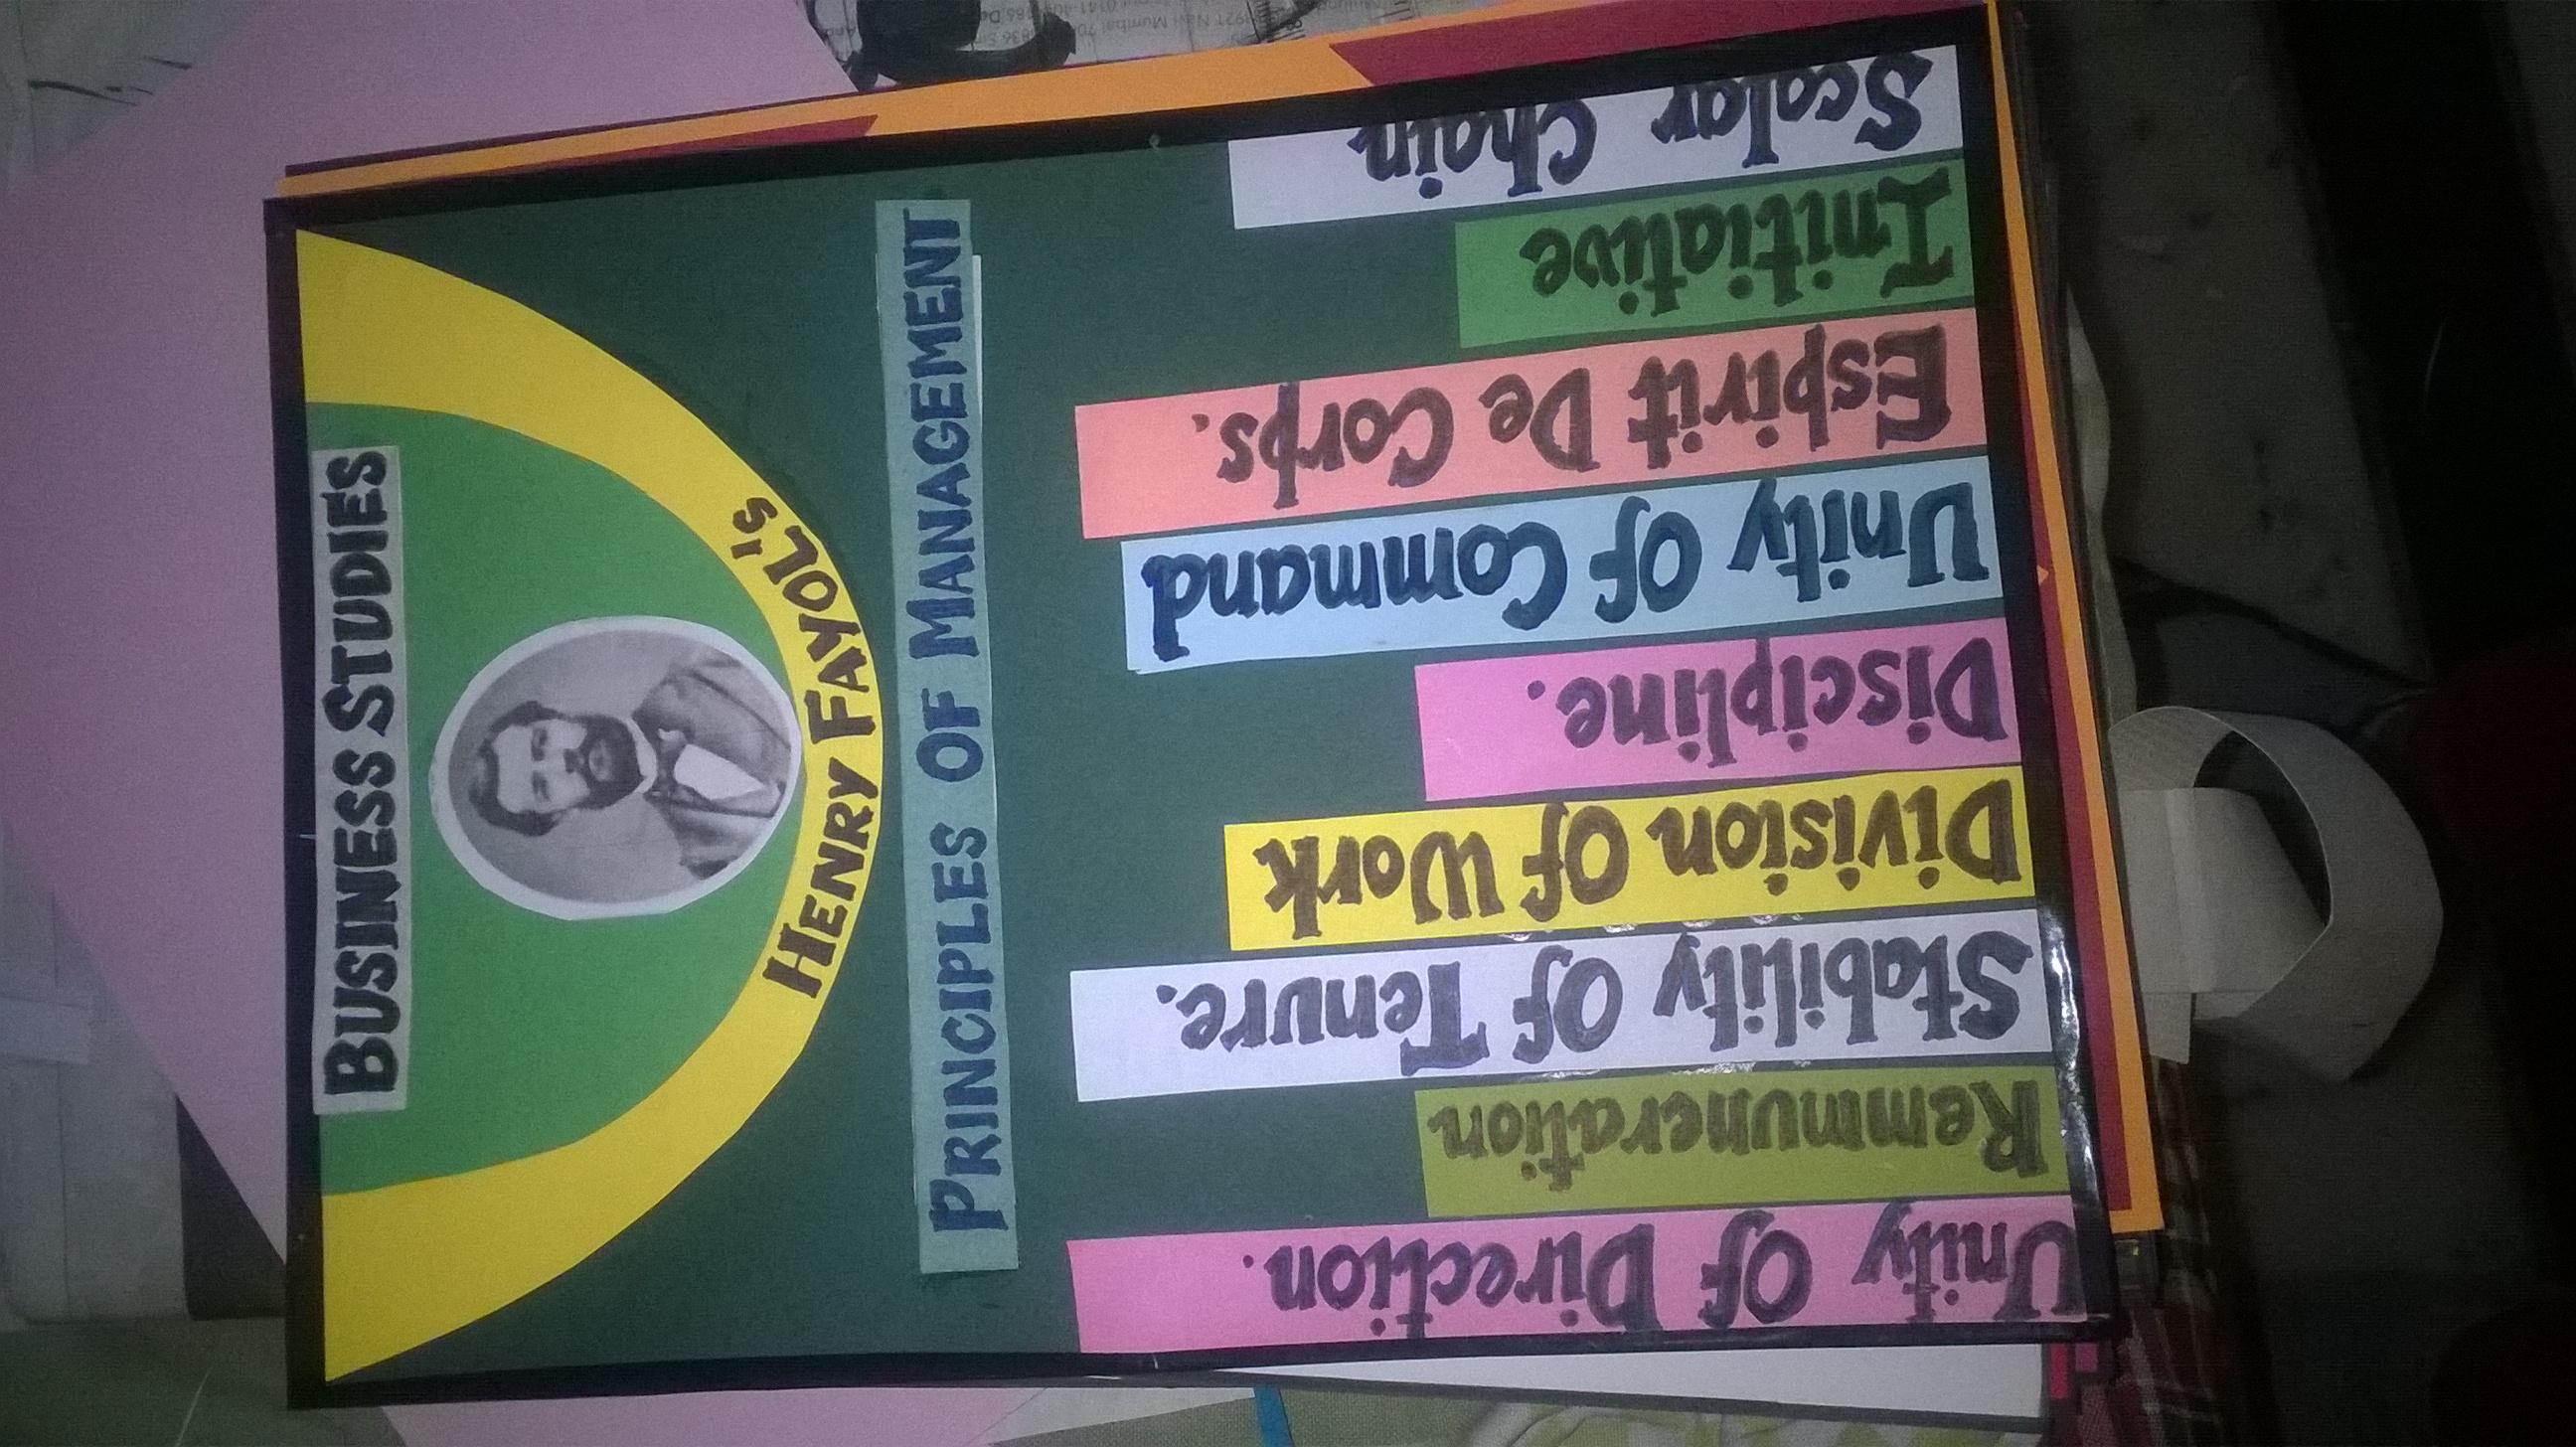 BUSINESS STUDIES
HENRY FAYOL'S
PRINCIPLES OF MANAGEMENT
Unity Of Direction.
Remmuneration
Stability Of Tenure.
Division Of Work
Discipline.
Unity Of Command
Espirit De Corps.
Initiative
Scalar Chain